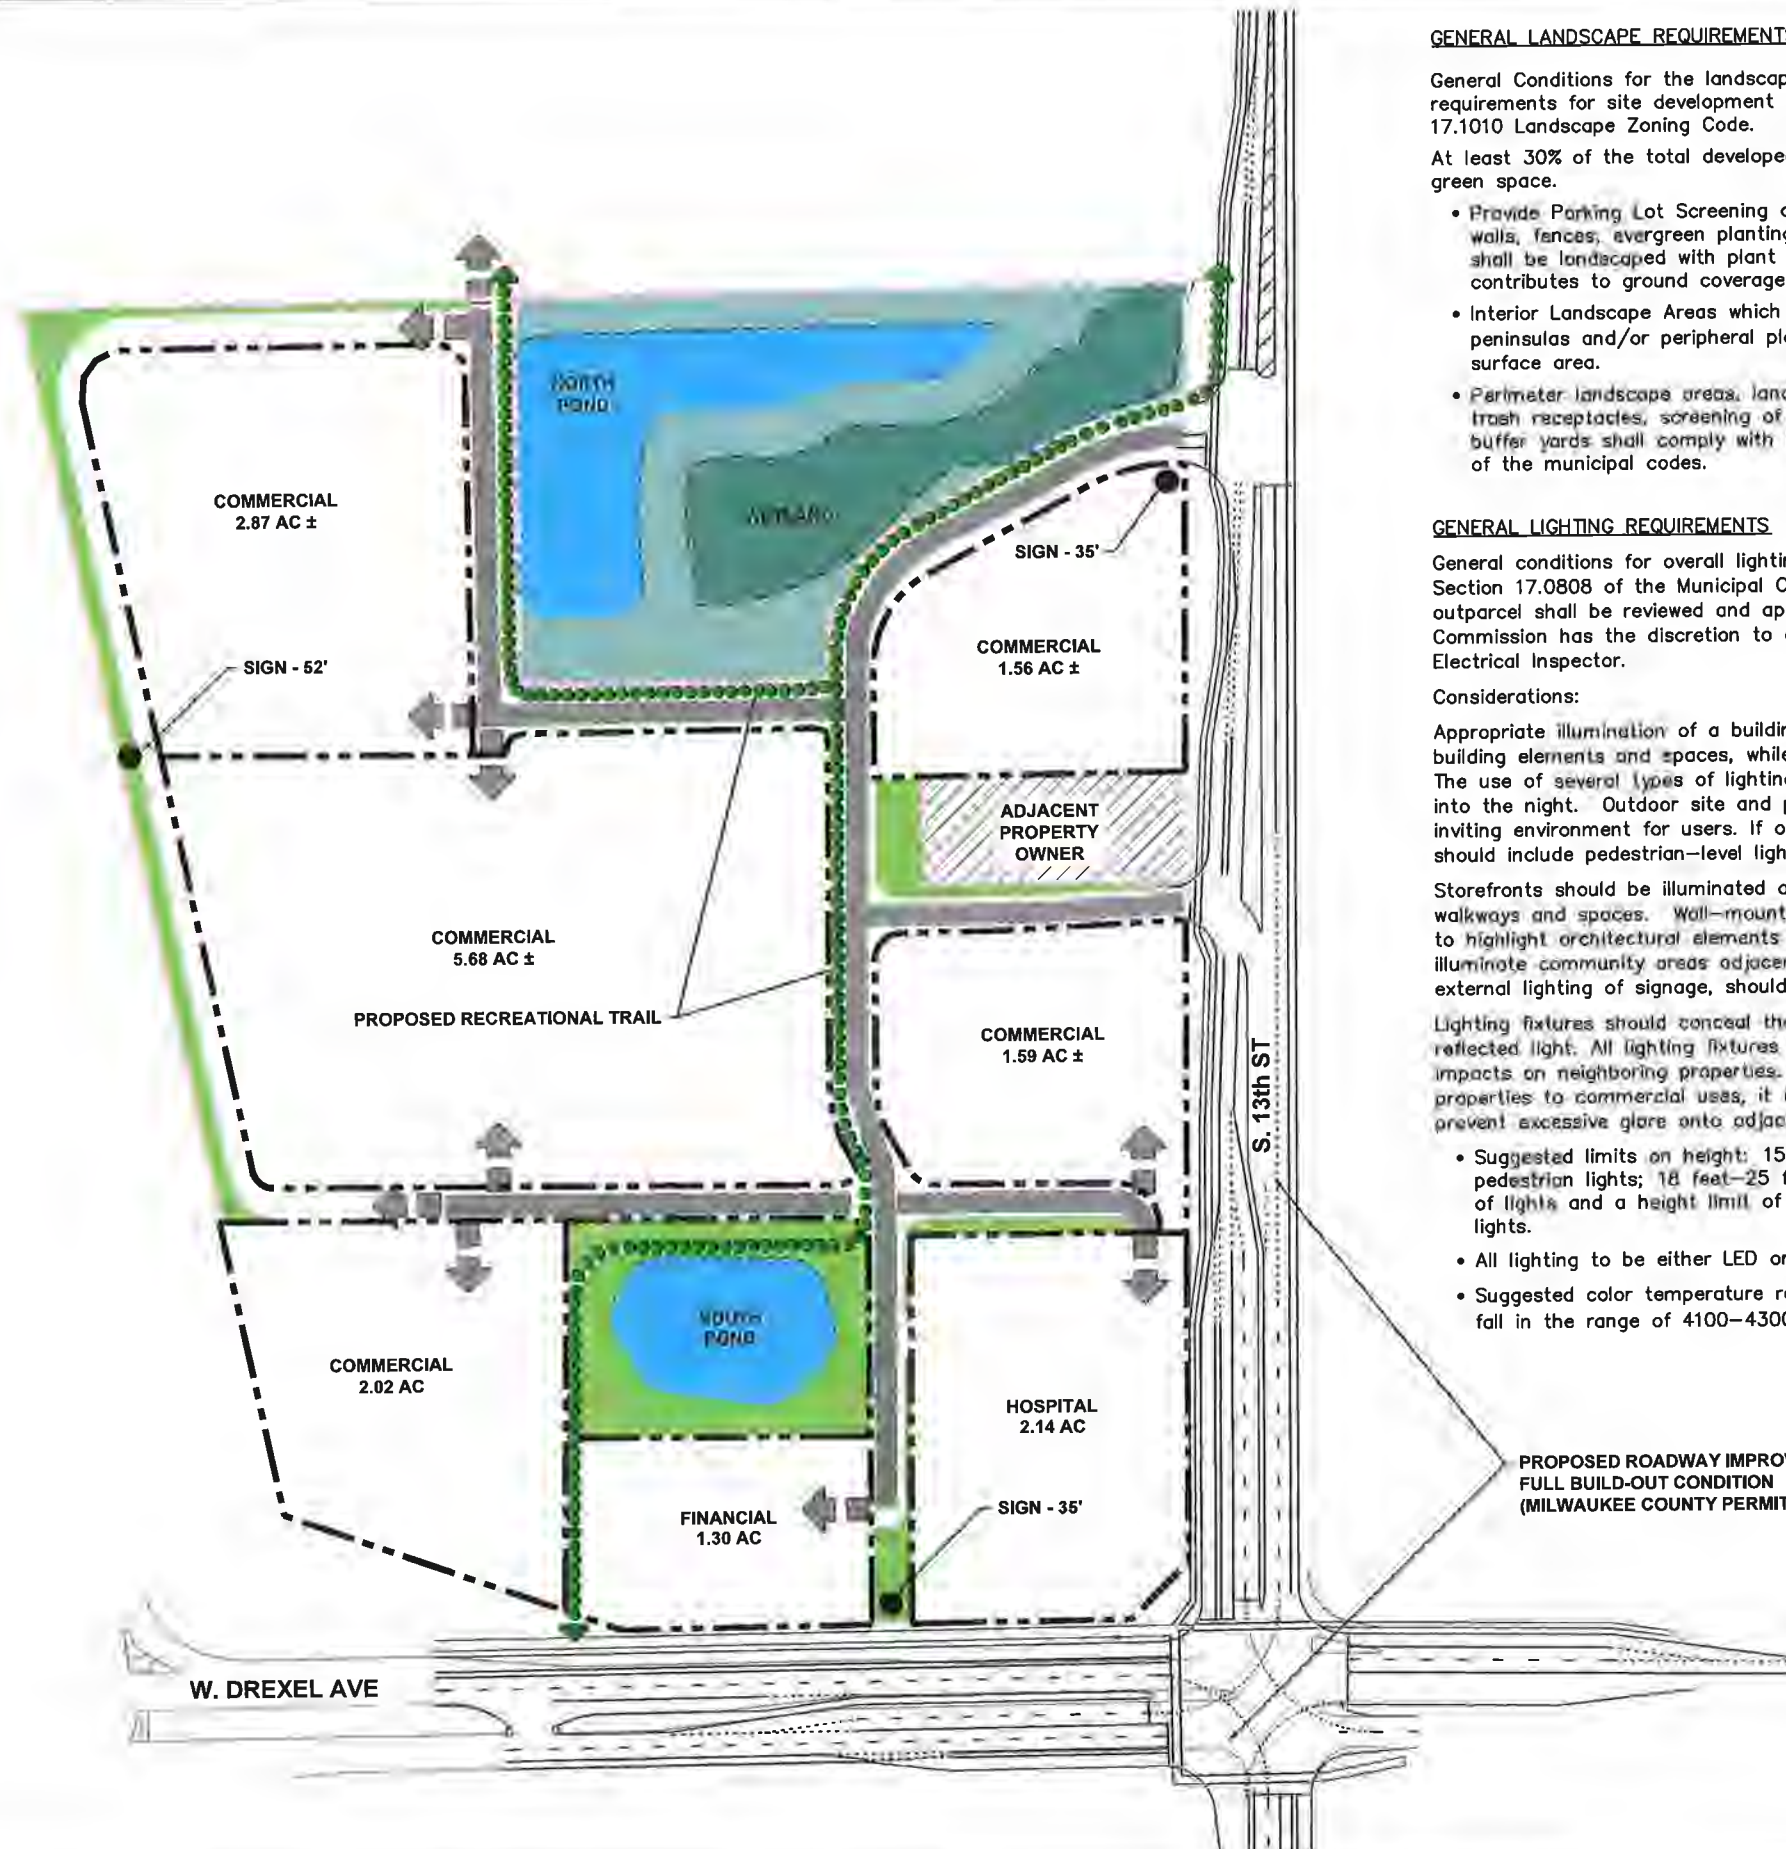 COMMERCIAL
2.87 AC ±
NORTH
POND
WETLAND
SIGN - 35'
COMMERCIAL
1.56 AC ±
SIGN - 52'
ADJACENT
PROPERTY
OWNER
COMMERCIAL
5.68 AC ±
PROPOSED RECREATIONAL TRAIL
COMMERCIAL
1.59 AC ±
S. 13th ST
SOUTH
POND
COMMERCIAL
2.02 AC
HOSPITAL
2.14 AC
FINANCIAL
1.30 AC
SIGN - 35'
W. DREXEL AVE
GENERAL LANDSCAPE REQUIREMENTS
General Conditions for the landscap
requirements for site development
17.1010 Landscape Zoning Code.
At least 30% of the total develope
green space.
• Provide Parking Lot Screening
walls, fences, evergreen planting
shall be landscaped with plant
contributes to ground coverage
• Interior Landscape Areas which
peninsulas and/or peripheral pl
surface area.
• Perimeter landscape areas, land
trash receptacles, screening of
buffer yards shall comply with
of the municipal codes.
GENERAL LIGHTING REQUIREMENTS
General conditions for overall lightin
Section 17.0808 of the Municipal C
outparcel shall be reviewed and ap
Commission has the discretion to
Electrical Inspector.
Considerations:
Appropriate illumination of a buildin
building elements and spaces, while
The use of several types of lighting
into the night. Outdoor site and p
inviting environment for users. If o
should include pedestrian–level ligh
Storefronts should be illuminated
walkways and spaces. Wall–mount
to highlight architectural elements
illuminate community areas adjacen
external lighting of signage, should
Lighting fixtures should conceal the
reflected light. All lighting fixtures
impacts on neighboring properties.
properties to commercial uses, it
prevent excessive glare onto adjac
• Suggested limits on height: 15
pedestrian lights; 18 feet–25 f
of lights and a height limit of
lights.
• All lighting to be either LED or
• Suggested color temperature r
fall in the range of 4100–4300
PROPOSED ROADWAY IMPROV
FULL BUILD-OUT CONDITION
(MILWAUKEE COUNTY PERMIT